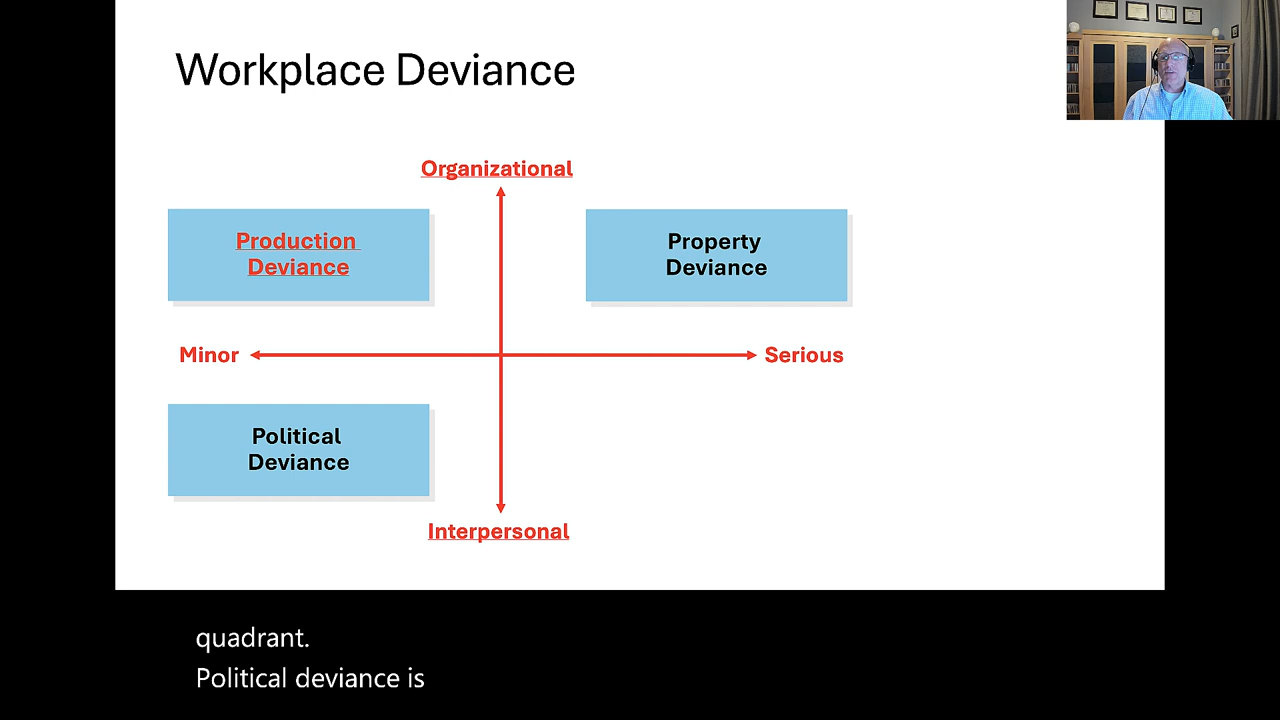 Workplace Deviance
Organizational
Production
Deviance
Property
Deviance
Minor
Serious
Political
Deviance
Interpersonal
quadrant.
Political deviance is